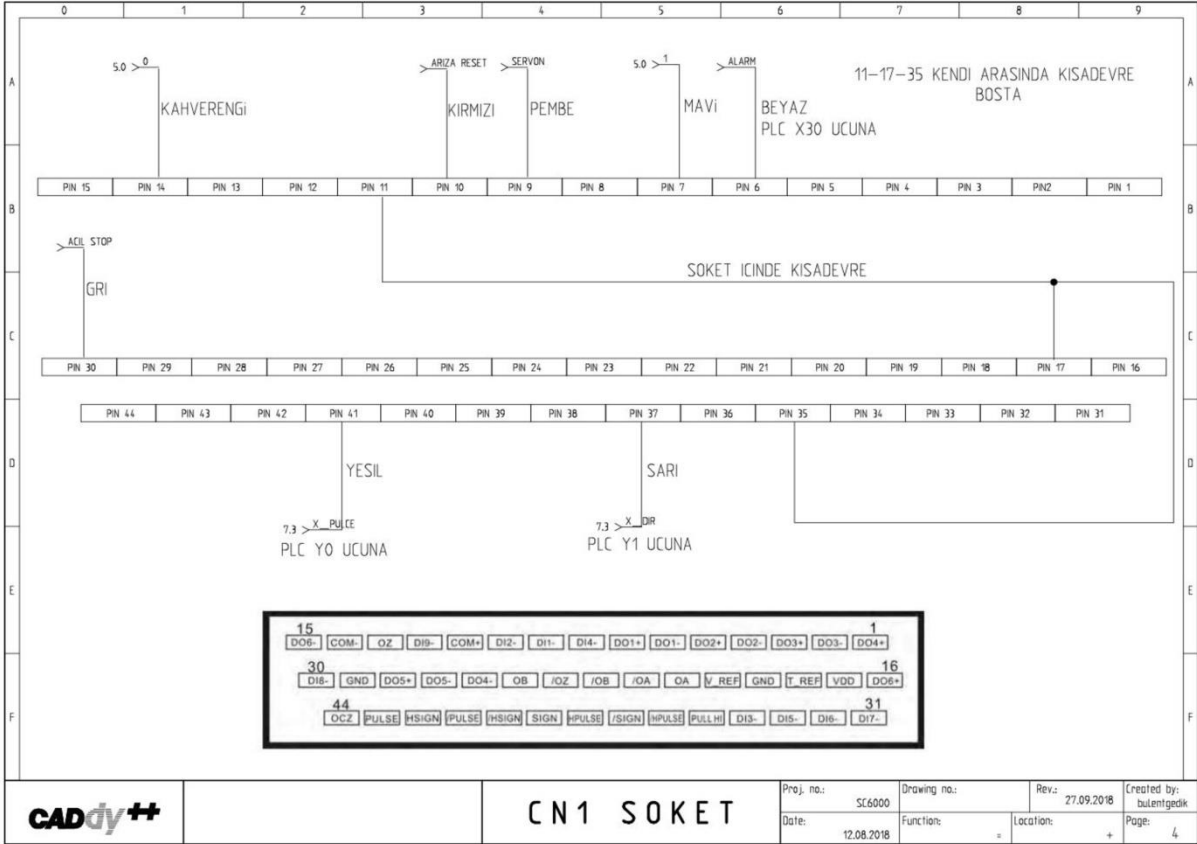 0 1 2 3 4 5 6 7 8 9
A A
5.0 > 0
ARIZA RESET
SERVON
5.0 > 1
ALARM
11-17-35 KENDI ARASINDA KISADEVRE
BOSTA
KAHVERENGi
KIRMIZI
PEMBE
MAVi
BEYAZ
PLC X30 UCUNA
PIN 15 PIN 14 PIN 13 PIN 12 PIN 11 PIN 10 PIN 9 PIN 8 PIN 7 PIN 6 PIN 5 PIN 4 PIN 3 PIN2 PIN 1
B B
ACIL STOP
GRI
SOKET ICINDE KISADEVRE
C C
PIN 30 PIN 29 PIN 28 PIN 27 PIN 26 PIN 25 PIN 24 PIN 23 PIN 22 PIN 21 PIN 20 PIN 19 PIN 18 PIN 17 PIN 16
PIN 44 PIN 43 PIN 42 PIN 41 PIN 40 PIN 39 PIN 38 PIN 37 PIN 36 PIN 35 PIN 34 PIN 33 PIN 32 PIN 31
D D
YESIL
SARI
7.3 > X_PULCE
PLC Y0 UCUNA
7.3 > X_DIR
PLC Y1 UCUNA
E E
15 1
DO6- COM- OZ DI9- COM+ DI2- DI1- DI4- DO1+ DO1- DO2+ DO2- DO3+ DO3- DO4+
30 16
DI8- GND DO5+ DO5- DO4- OB /OZ /OB /OA OA V_REF GND T_REF VDD DO6+
44 31
OCZ PULSE HSIGN /PULSE /HSIGN SIGN HPULSE /SIGN /HPULSE PULL HI DI3- DI5- DI6- DI7-
F F
CADdy++
CN1 SOKET
Proj. no.: SC6000
Drawing no.:
Rev.: 27.09.2018
Created by: bulentgedik
Date: 12.08.2018
Function: =
Location: +
Page: 4